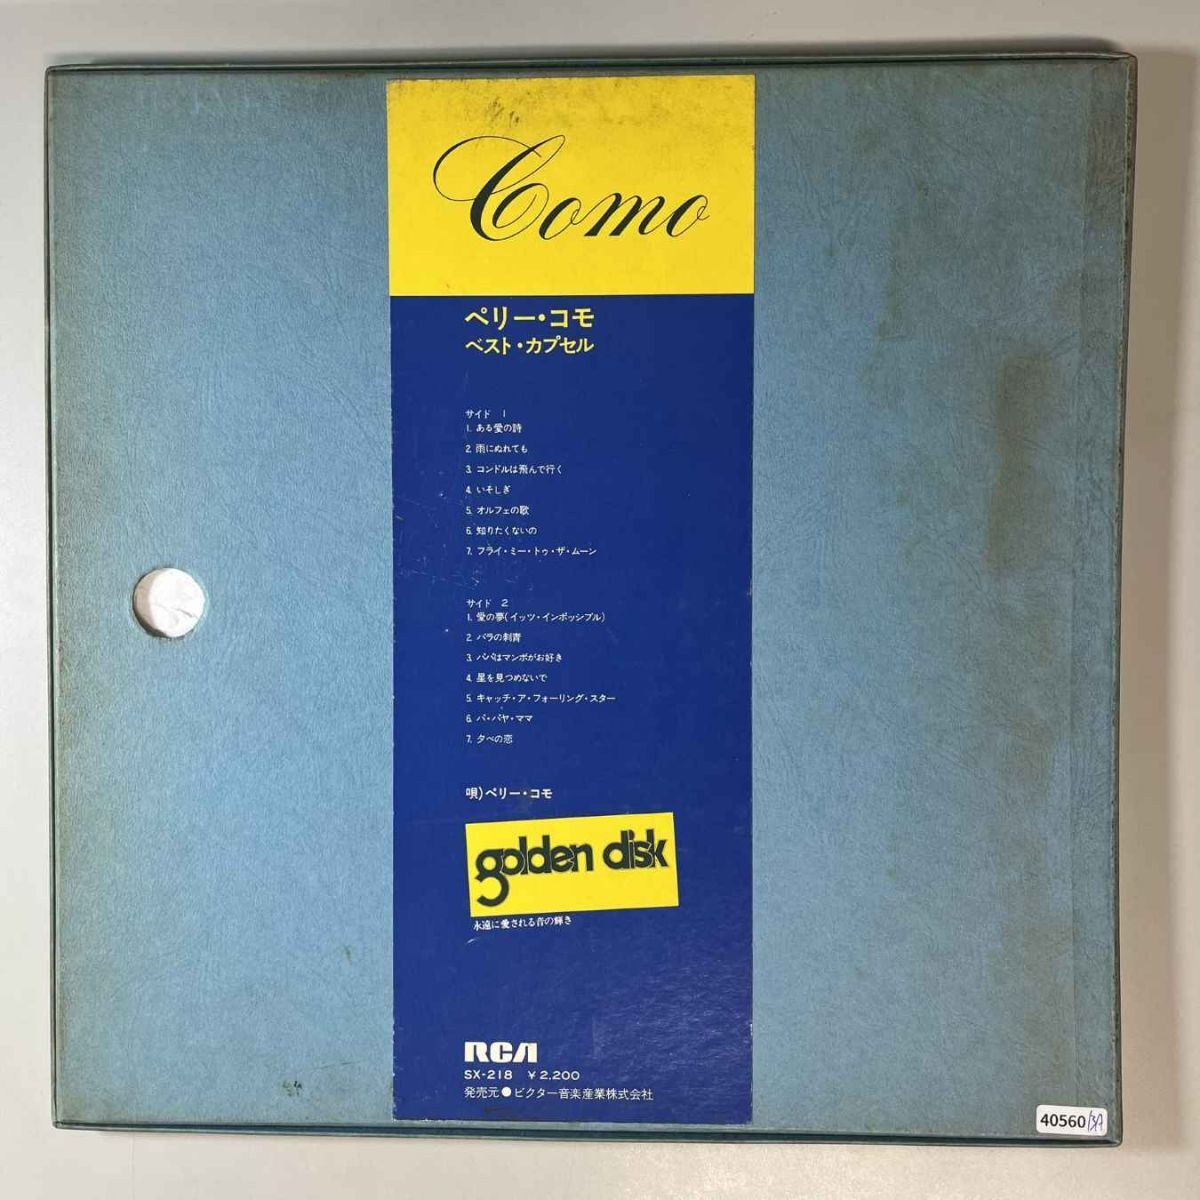 Como
ペリー・コモ
ベスト・カプセル
サイド 1
1. ある愛の詩
2. 雨にぬれても
3. コンドルは飛んで行く
4. いそしぎ
5. オルフェの歌
6. 知りたくないの
7. フライ・ミー・トゥ・ザ・ムーン
サイド 2
1. 愛の夢(イッツ・インポッシブル)
2. バラの刺青
3. パパはマンボがお好き
4. 星を見つめないで
5. キャッチ・ア・フォーリング・スター
6. パ・パヤ・ママ
7. 夕べの恋
唄)ペリー・コモ
golden disk
永遠に愛される音の輝き
RCA
SX-218 ¥2,200
発売元●ビクター音楽産業株式会社
40560